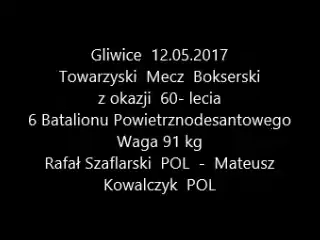 Gliwice 12.05.2017
Towarzyski Mecz Bokserski
z okazji 60- lecia
6 Batalionu Powietrznodesantowego
Waga 91 kg
Rafał Szaflarski POL - Mateusz
Kowalczyk POL